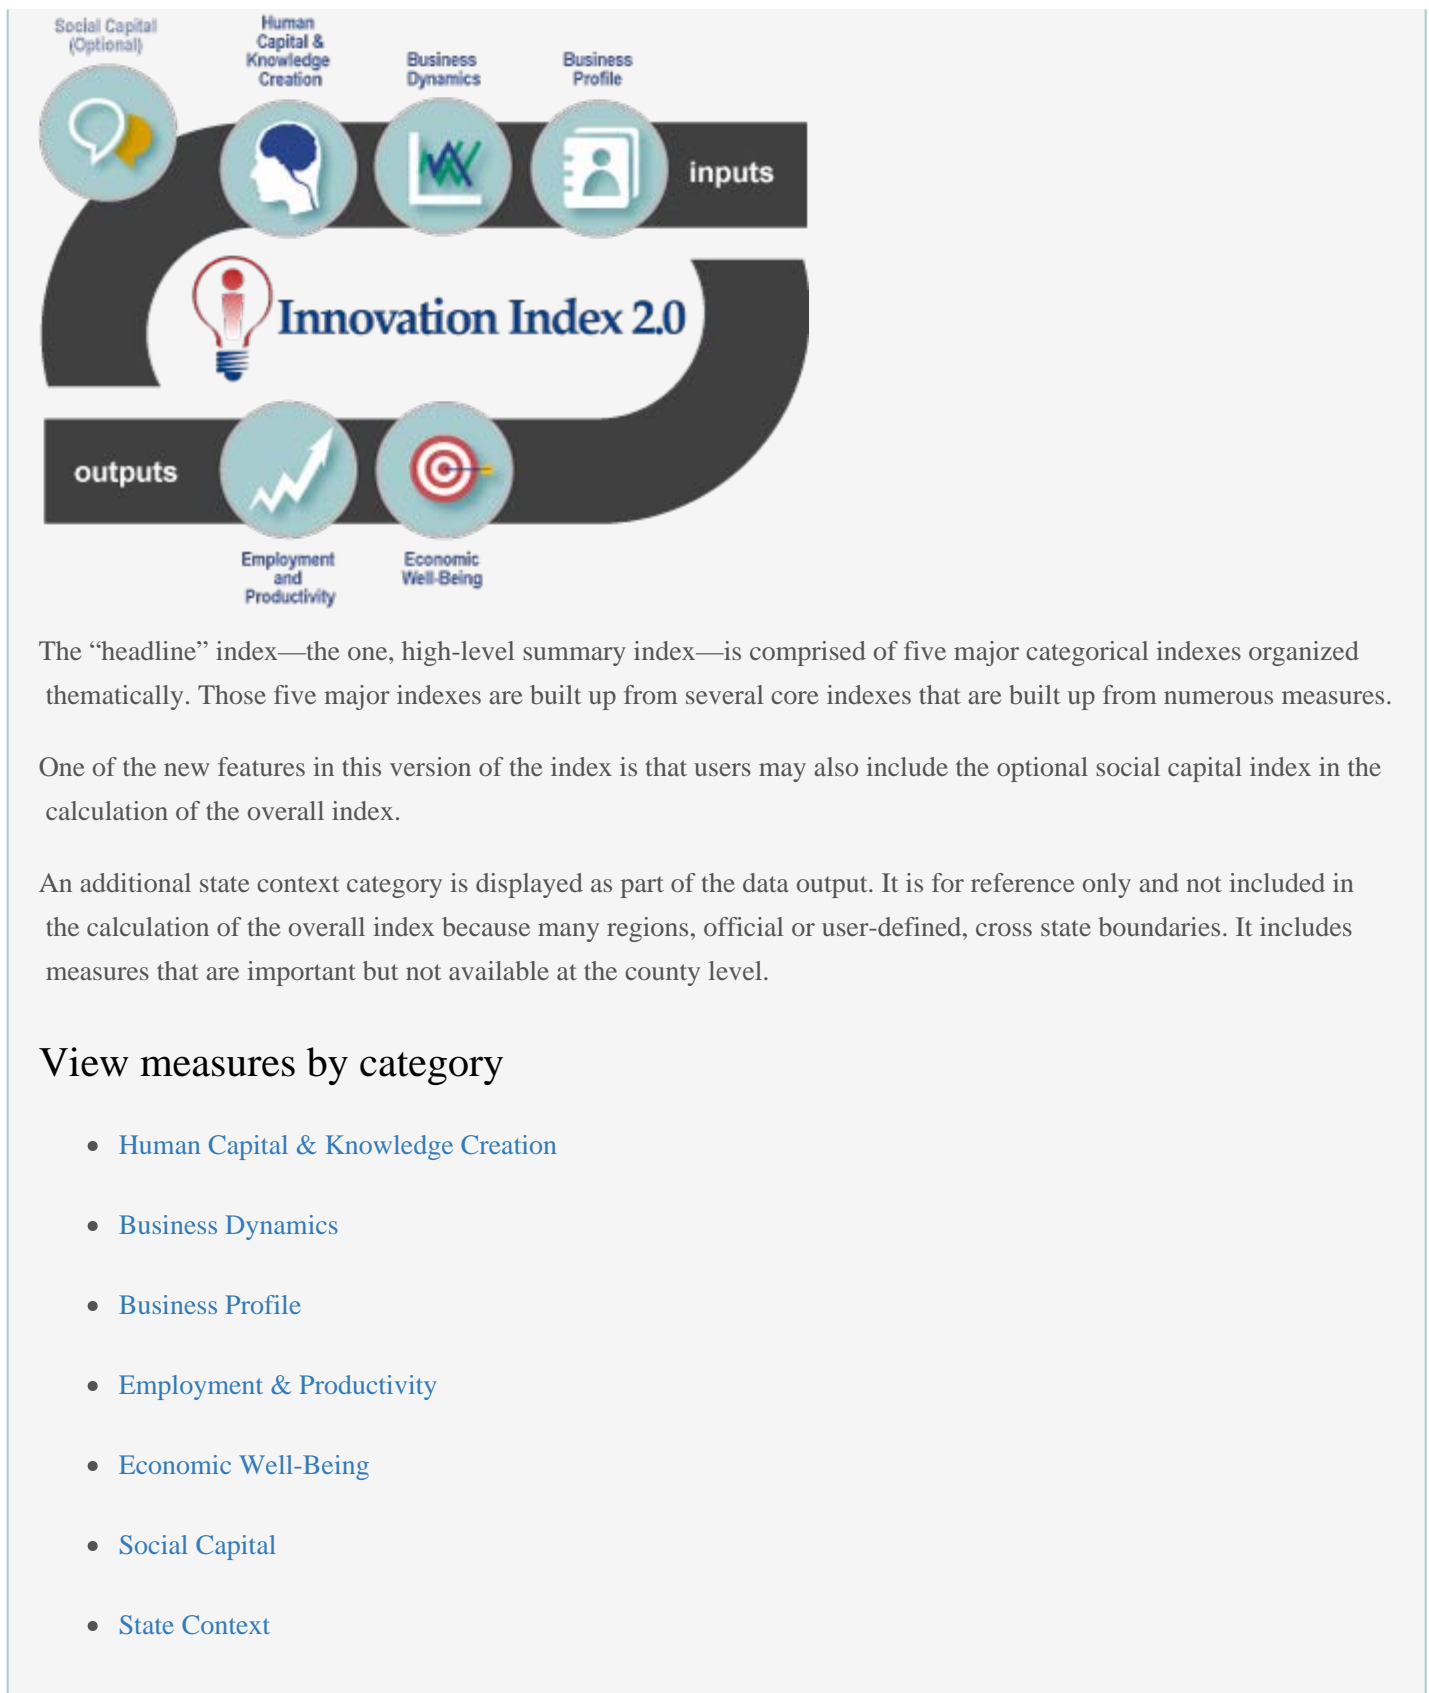 Social Capital
(Optional)
Human
Capital &
Knowledge
Creation
Business
Dynamics
Business
Profile
inputs
Innovation Index 2.0
outputs
Employment
and
Productivity
Economic
Well-Being
The “headline” index—the one, high-level summary index—is comprised of five major categorical indexes organized
thematically. Those five major indexes are built up from several core indexes that are built up from numerous measures.
One of the new features in this version of the index is that users may also include the optional social capital index in the
calculation of the overall index.
An additional state context category is displayed as part of the data output. It is for reference only and not included in
the calculation of the overall index because many regions, official or user-defined, cross state boundaries. It includes
measures that are important but not available at the county level.
View measures by category
• Human Capital & Knowledge Creation
• Business Dynamics
• Business Profile
• Employment & Productivity
• Economic Well-Being
• Social Capital
• State Context